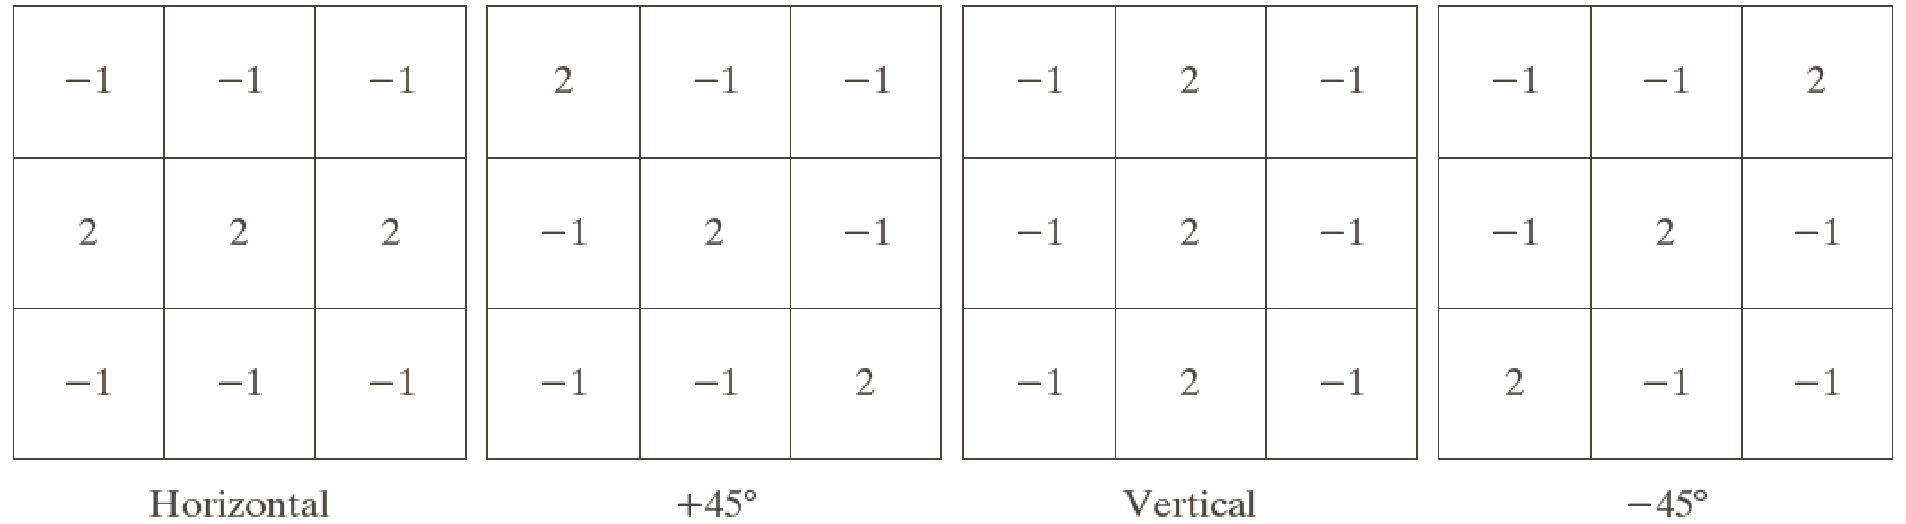 −1 −1 −1 2 −1 −1 −1 2 −1 −1 −1 2
2 2 2 −1 2 −1 −1 2 −1 −1 2 −1
−1 −1 −1 −1 −1 2 −1 2 −1 2 −1 −1
Horizontal +45° Vertical −45°